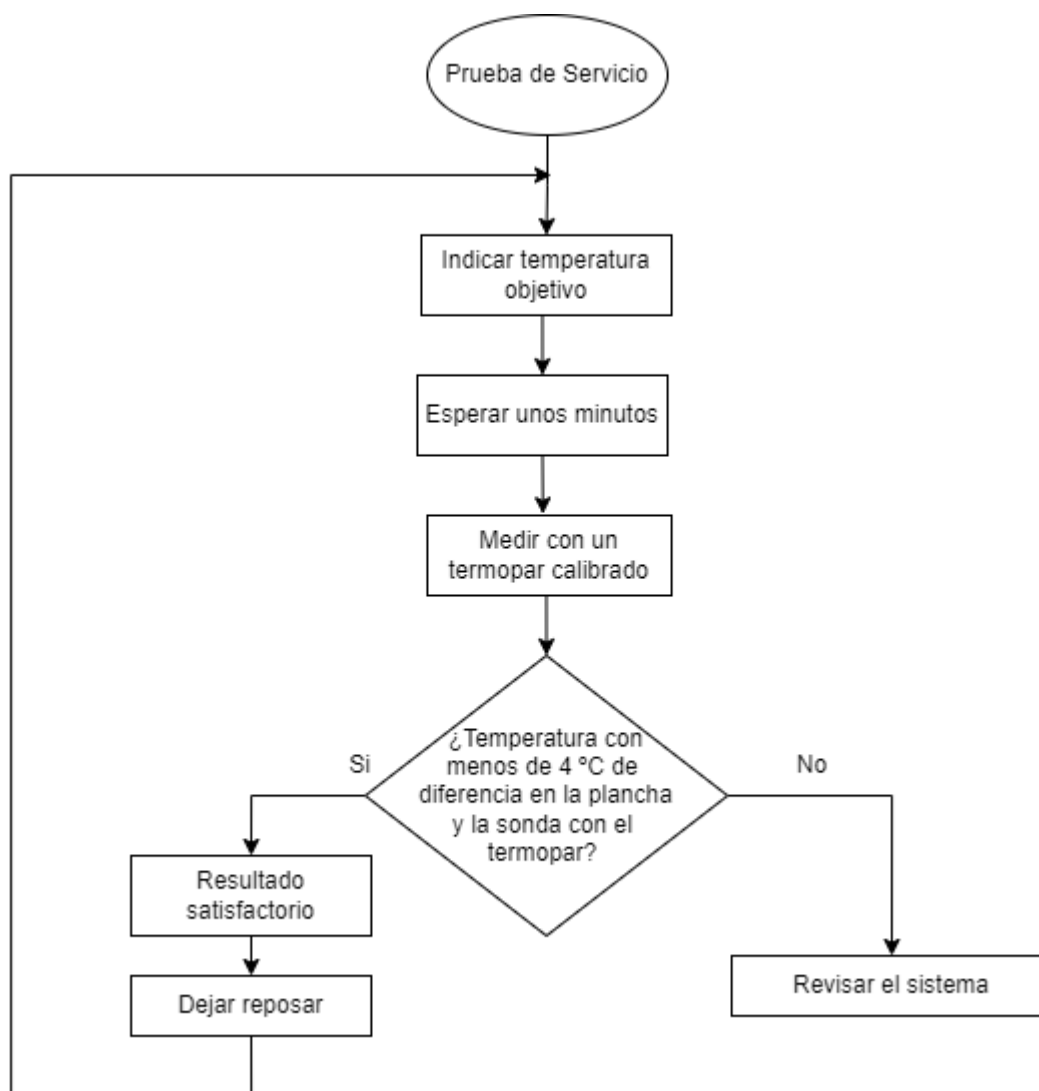 Prueba de Servicio
Indicar temperatura
objetivo
Esperar unos minutos
Medir con un
termopar calibrado
¿Temperatura con
menos de 4 ºC de
diferencia en la plancha
y la sonda con el
termopar?
Si
No
Resultado
satisfactorio
Dejar reposar
Revisar el sistema